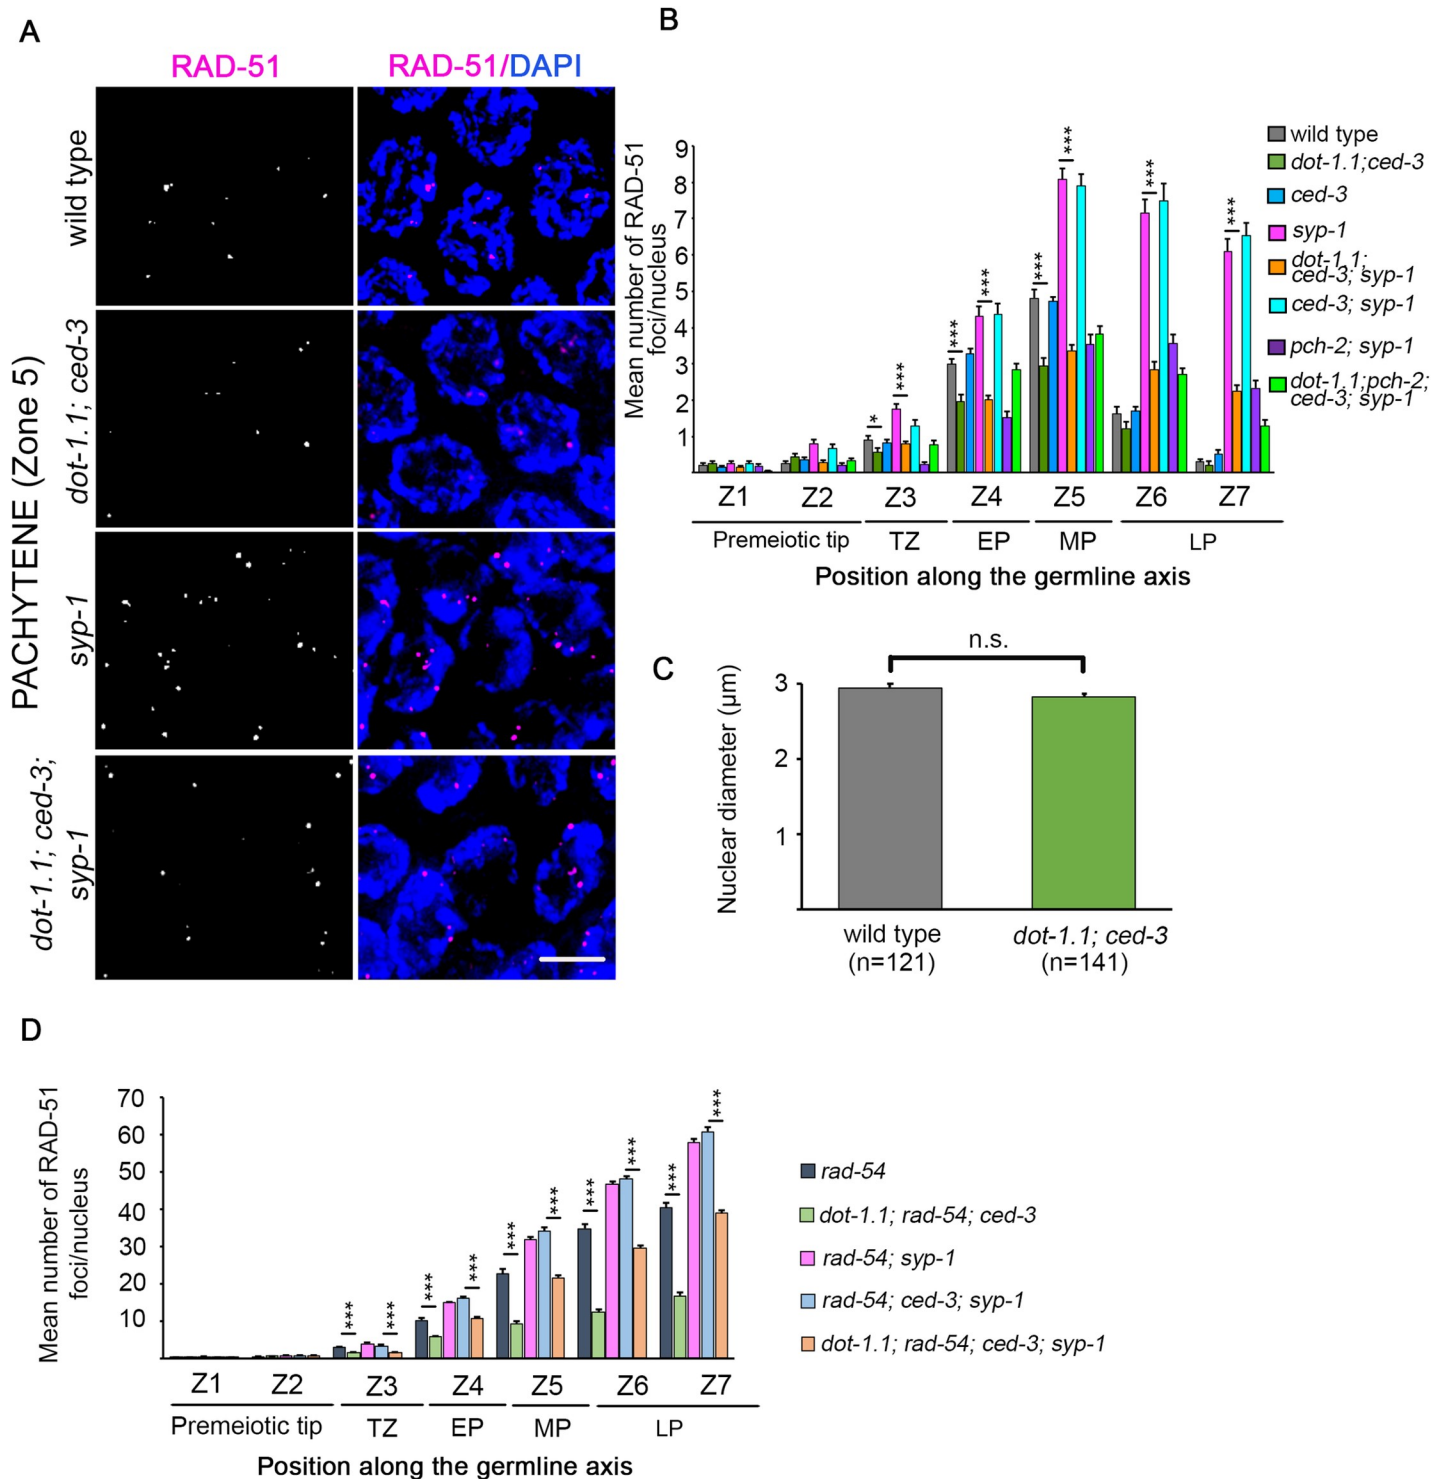 A
RAD-51
RAD-51/DAPI
PACHYTENE (Zone 5)
wild type
dot-1.1; ced-3
syp-1
dot-1.1; ced-3;
syp-1
B
Mean number of RAD-51
foci/nucleus
9
8
7
6
5
4
3
2
1
*
***
***
***
***
***
***
***
***
Z1
Z2
Z3
Z4
Z5
Z6
Z7
Premeiotic tip
TZ
EP
MP
LP
Position along the germline axis
wild type
dot-1.1;ced-3
ced-3
syp-1
dot-1.1;
ced-3; syp-1
ced-3; syp-1
pch-2; syp-1
dot-1.1;pch-2;
ced-3; syp-1
C
n.s.
Nuclear diameter (µm)
3
2
1
wild type
(n=121)
dot-1.1; ced-3
(n=141)
D
Mean number of RAD-51
foci/nucleus
70
60
50
40
30
20
10
***
***
***
***
***
***
***
***
***
***
Z1
Z2
Z3
Z4
Z5
Z6
Z7
Premeiotic tip
TZ
EP
MP
LP
Position along the germline axis
rad-54
dot-1.1; rad-54; ced-3
rad-54; syp-1
rad-54; ced-3; syp-1
dot-1.1; rad-54; ced-3; syp-1